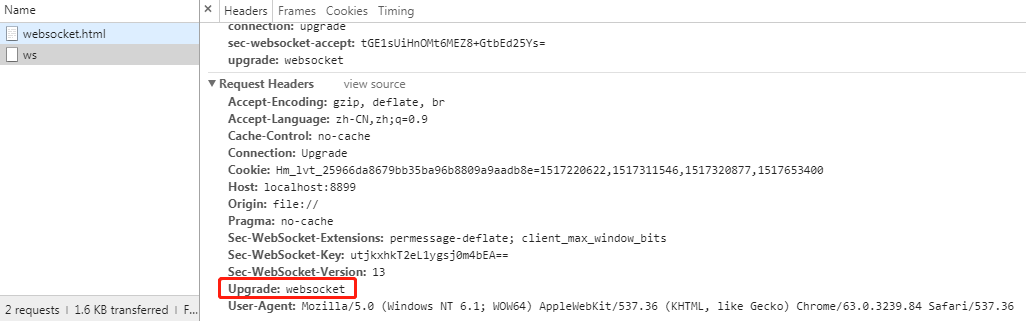 Name
websocket.html
ws
2 requests | 1.6 KB transferred | F...
× Headers Frames Cookies Timing
connection: upgrade
sec-websocket-accept: tGE1sUiHnOMt6MEZ8+GtbEd25Ys=
upgrade: websocket
▼ Request Headers view source
Accept-Encoding: gzip, deflate, br
Accept-Language: zh-CN,zh;q=0.9
Cache-Control: no-cache
Connection: Upgrade
Cookie: Hm_lvt_25966da8679bb35ba96b8809a9aadb8e=1517220622,1517311546,1517320877,1517653400
Host: localhost:8899
Origin: file://
Pragma: no-cache
Sec-WebSocket-Extensions: permessage-deflate; client_max_window_bits
Sec-WebSocket-Key: utjkxhkT2eL1ygsj0m4bEA==
Sec-WebSocket-Version: 13
Upgrade: websocket
User-Agent: Mozilla/5.0 (Windows NT 6.1; WOW64) AppleWebKit/537.36 (KHTML, like Gecko) Chrome/63.0.3239.84 Safari/537.36